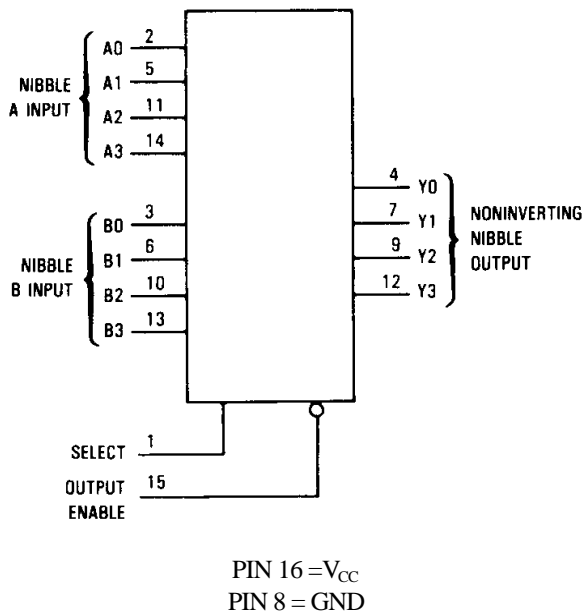 NIBBLE
A INPUT
A0 2
A1 5
A2 11
A3 14
NIBBLE
B INPUT
B0 3
B1 6
B2 10
B3 13
4 Y0
7 Y1
9 Y2
12 Y3
NONINVERTING
NIBBLE
OUTPUT
SELECT 1
OUTPUT 15
ENABLE
PIN 16 =VCC
PIN 8 = GND